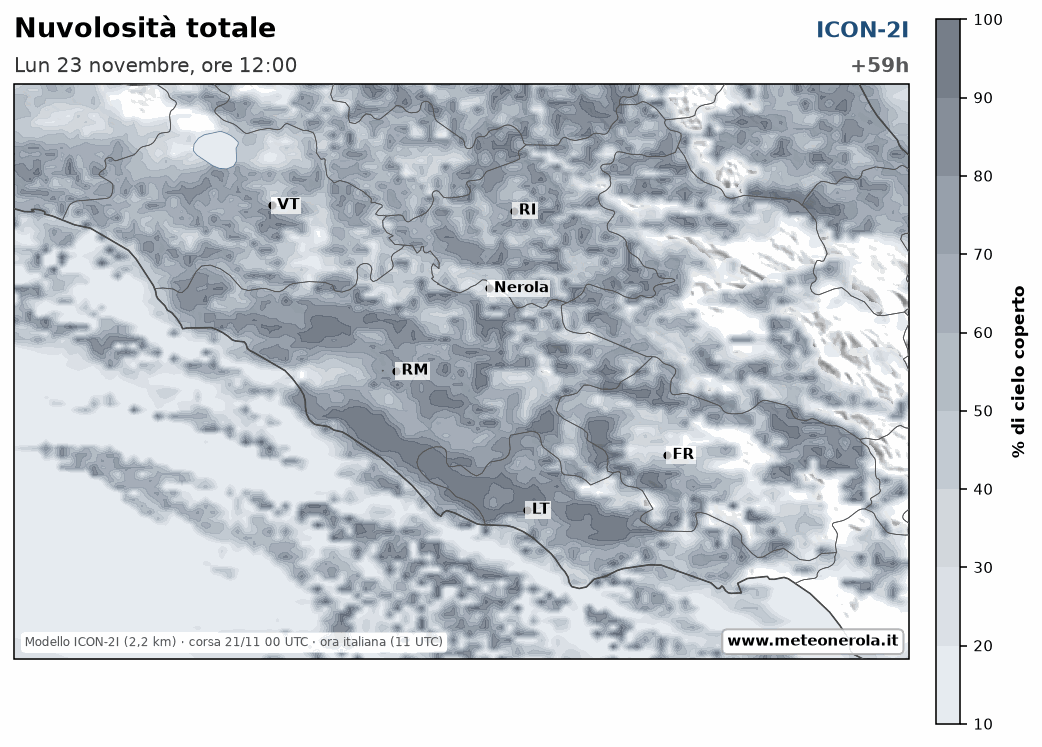 Nuvolosità totale
ICON-2I
Lun 23 novembre, ore 12:00
+59h
100
90
80
70
60
50
40
30
20
10
% di cielo coperto
VT
RI
Nerola
RM
FR
LT
Modello ICON-2I (2,2 km) · corsa 21/11 00 UTC · ora italiana (11 UTC)
www.meteonerola.it